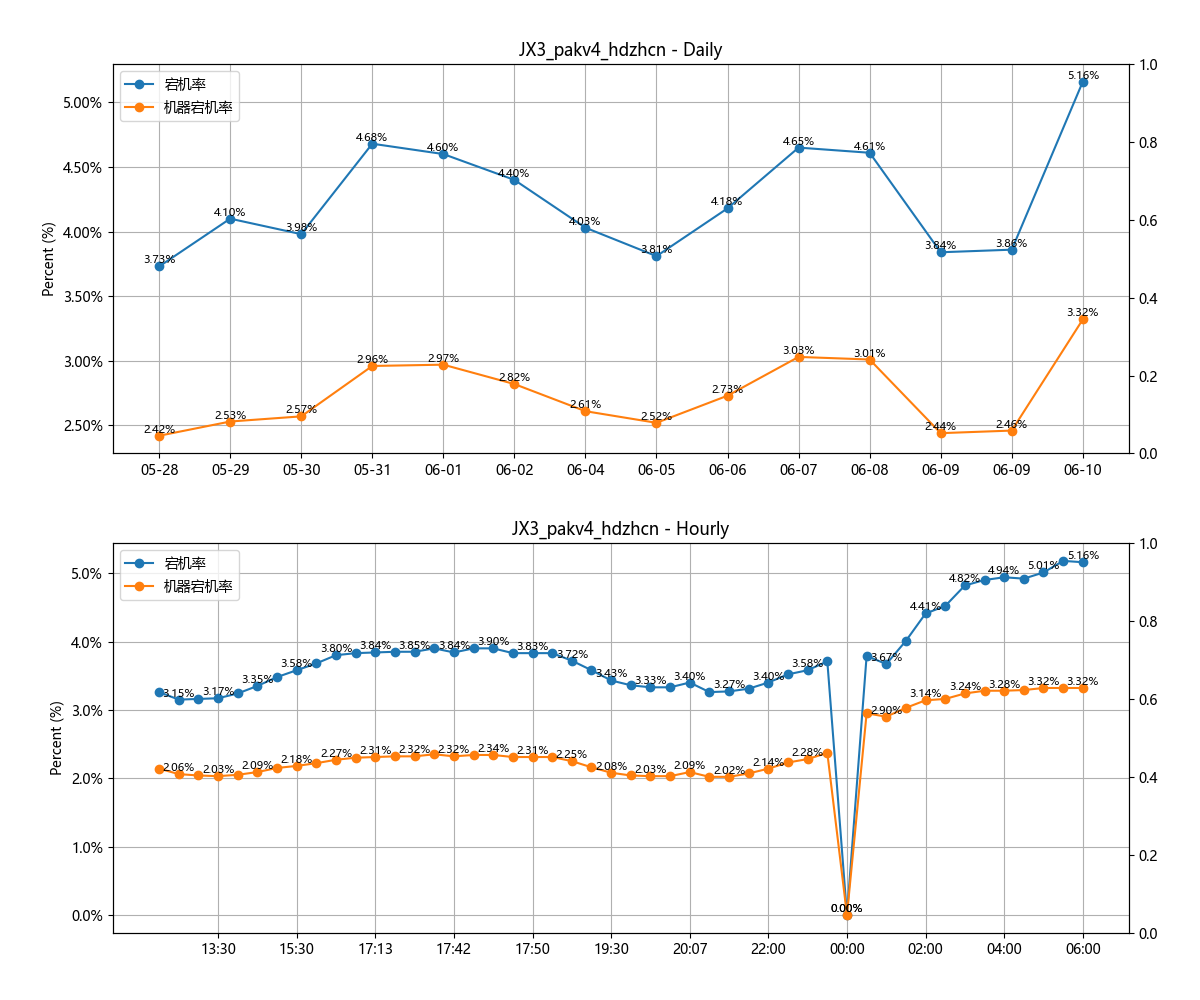 JX3_pakv4_hdzhcn - Daily
宕机率
机器宕机率
Percent (%)
5.00%
4.50%
4.00%
3.50%
3.00%
2.50%
1.0
0.8
0.6
0.4
0.2
0.0
3.73% 4.10% 3.98% 4.68% 4.60% 4.40% 4.03% 3.81% 4.18% 4.65% 4.61% 3.84% 3.86% 5.16%
2.42% 2.53% 2.57% 2.96% 2.97% 2.82% 2.61% 2.52% 2.73% 3.03% 3.01% 2.44% 2.46% 3.32%
05-28 05-29 05-30 05-31 06-01 06-02 06-04 06-05 06-06 06-07 06-08 06-09 06-09 06-10
JX3_pakv4_hdzhcn - Hourly
宕机率
机器宕机率
Percent (%)
5.0%
4.0%
3.0%
2.0%
1.0%
0.0%
1.0
0.8
0.6
0.4
0.2
0.0
3.15% 3.17% 3.35% 3.58% 3.80% 3.84% 3.85% 3.84% 3.90% 3.83% 3.72% 3.43% 3.33% 3.40% 3.27% 3.40% 3.58% 0.00% 3.67% 4.41% 4.82% 4.94% 5.01% 5.16%
2.06% 2.03% 2.09% 2.18% 2.27% 2.31% 2.32% 2.32% 2.34% 2.31% 2.25% 2.08% 2.03% 2.09% 2.02% 2.14% 2.28% 0.00% 2.90% 3.14% 3.24% 3.28% 3.32% 3.32%
13:30 15:30 17:13 17:42 17:50 19:30 20:07 22:00 00:00 02:00 04:00 06:00